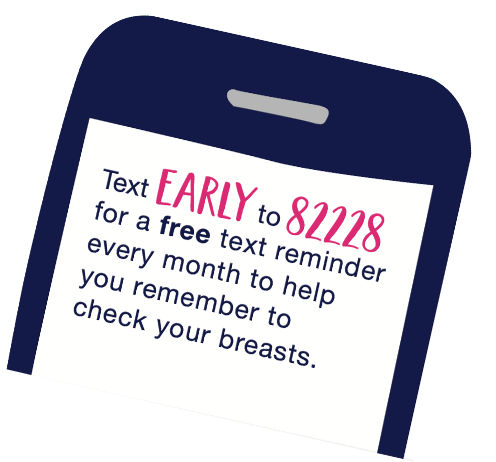 Text EARLY to 82228
for a free text reminder
every month to help
you remember to
check your breasts.